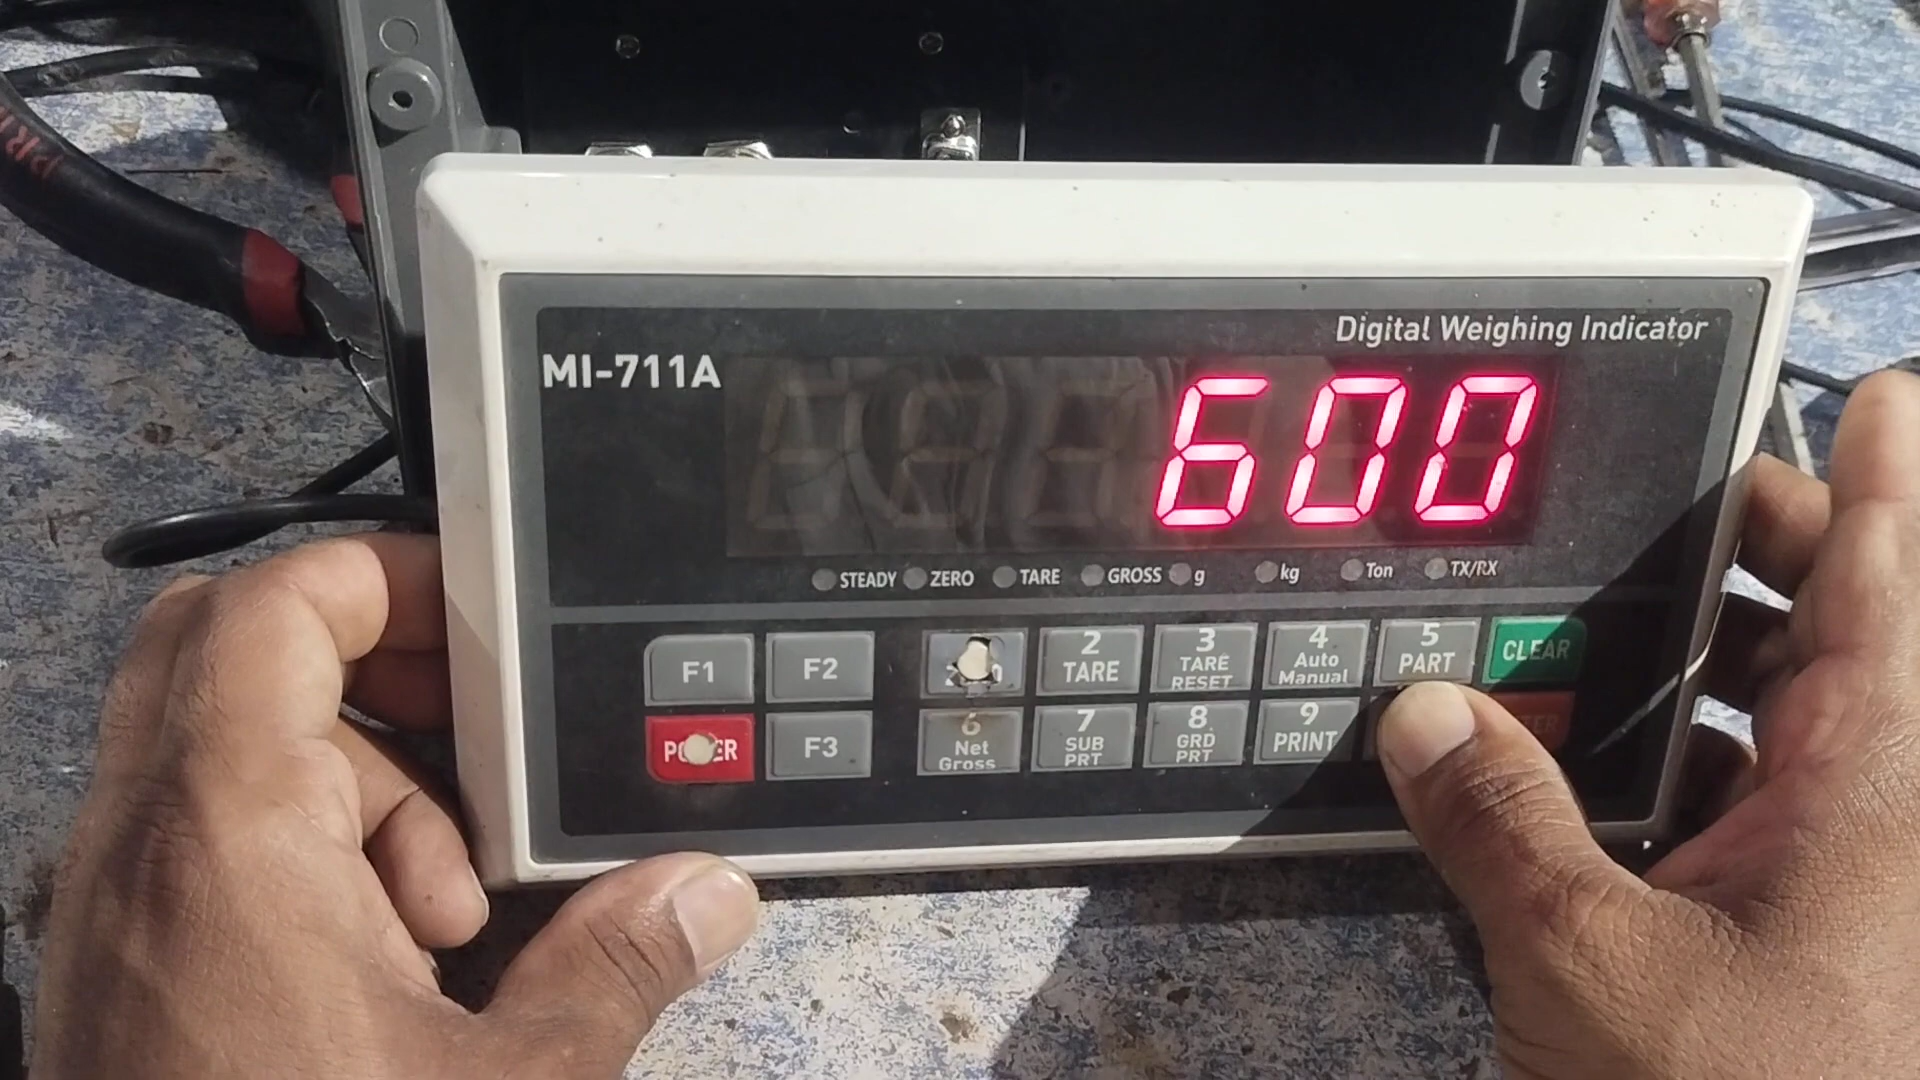 Digital Weighing Indicator
MI-711A
600
STEADY ZERO TARE GROSS g kg Ton TX/RX
F1 F2 2 TARE 3 TARE RESET 4 Auto Manual 5 PART CLEAR
F3 6 Net Gross 7 SUB PRT 8 GRD PRT 9 PRINT